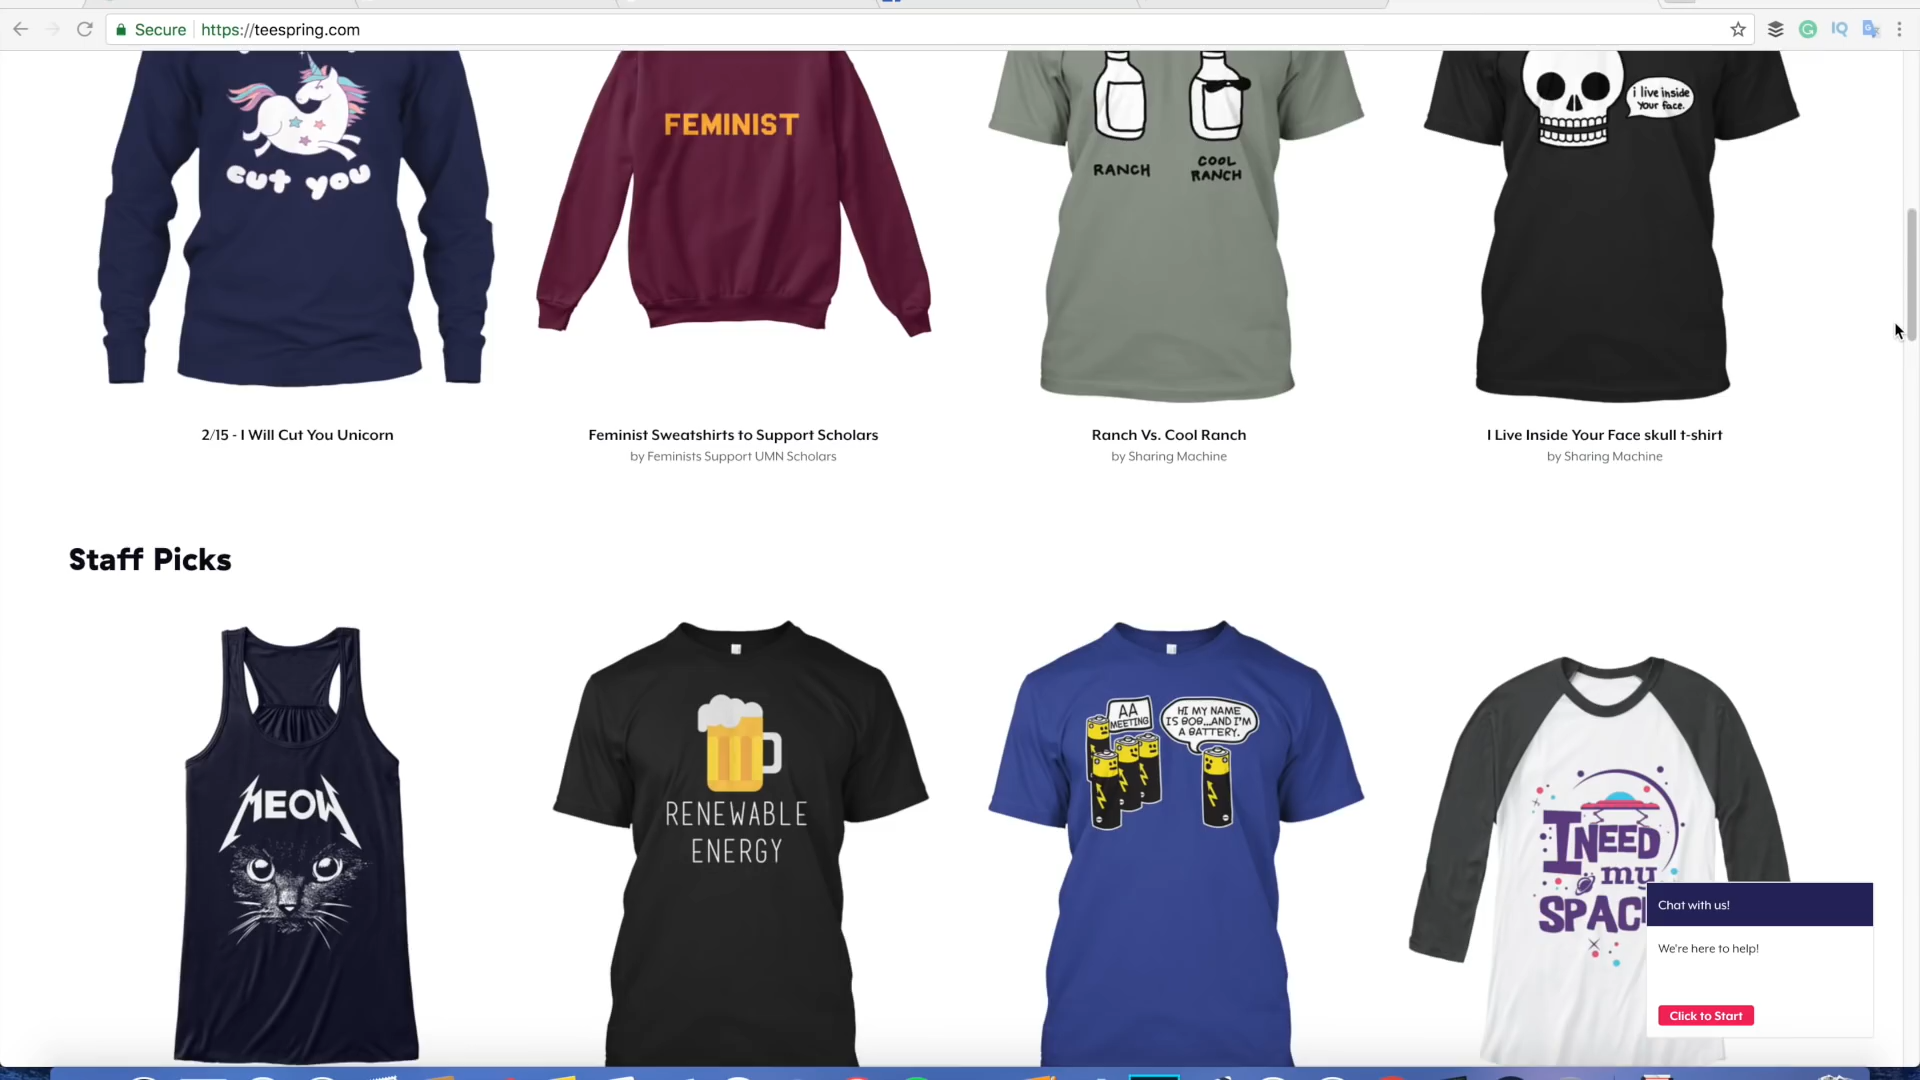 Secure
https://teespring.com
cut you
FEMINIST
RANCH
COOL
RANCH
i live inside
your face.
2/15 - I Will Cut You Unicorn
Feminist Sweatshirts to Support Scholars
by Feminists Support UMN Scholars
Ranch Vs. Cool Ranch
by Sharing Machine
I Live Inside Your Face skull t-shirt
by Sharing Machine
Staff Picks
MEOW
RENEWABLE
ENERGY
AA
MEETING
HI MY NAME
IS BOB...AND I'M
A BATTERY.
I NEED
my
SPAC
Chat with us!
We're here to help!
Click to Start